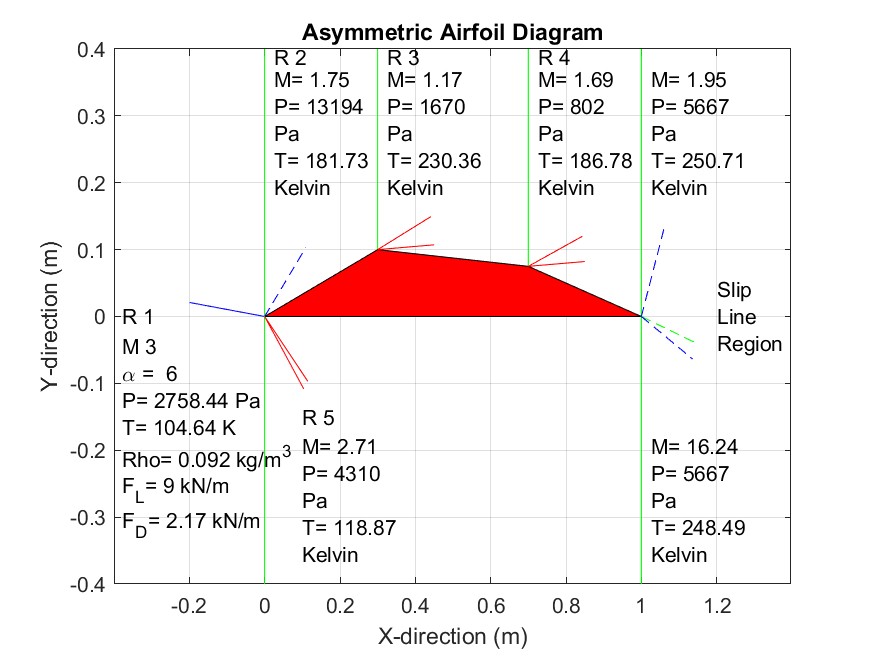 Asymmetric Airfoil Diagram
Y-direction (m)
0.4
0.3
0.2
0.1
0
-0.1
-0.2
-0.3
-0.4
R 2
M= 1.75
P= 13194
Pa
T= 181.73
Kelvin
R 3
M= 1.17
P= 1670
Pa
T= 230.36
Kelvin
R 4
M= 1.69
P= 802
Pa
T= 186.78
Kelvin
M= 1.95
P= 5667
Pa
T= 250.71
Kelvin
Slip
Line
Region
R 1
M 3
α = 6
P= 2758.44 Pa
T= 104.64 K
Rho= 0.092 kg/m³
F_L= 9 kN/m
F_D= 2.17 kN/m
R 5
M= 2.71
P= 4310
Pa
T= 118.87
Kelvin
M= 16.24
P= 5667
Pa
T= 248.49
Kelvin
-0.2 0 0.2 0.4 0.6 0.8 1 1.2
X-direction (m)